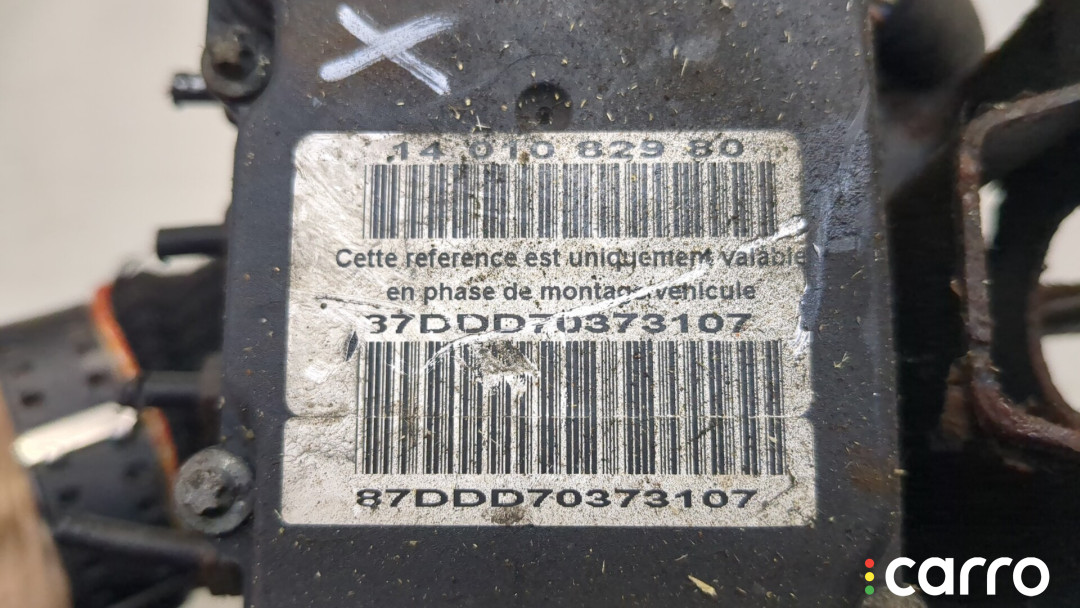 14 010 829 80
Cette reference est uniquement valable
en phase de montage vehicule
87DDD70373107
87DDD70373107
carro